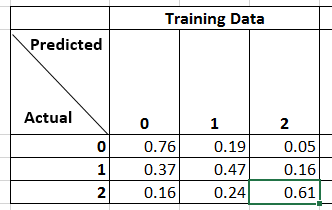 Training Data
Predicted
Actual
0 1 2
0 0.76 0.19 0.05
1 0.37 0.47 0.16
2 0.16 0.24 0.61